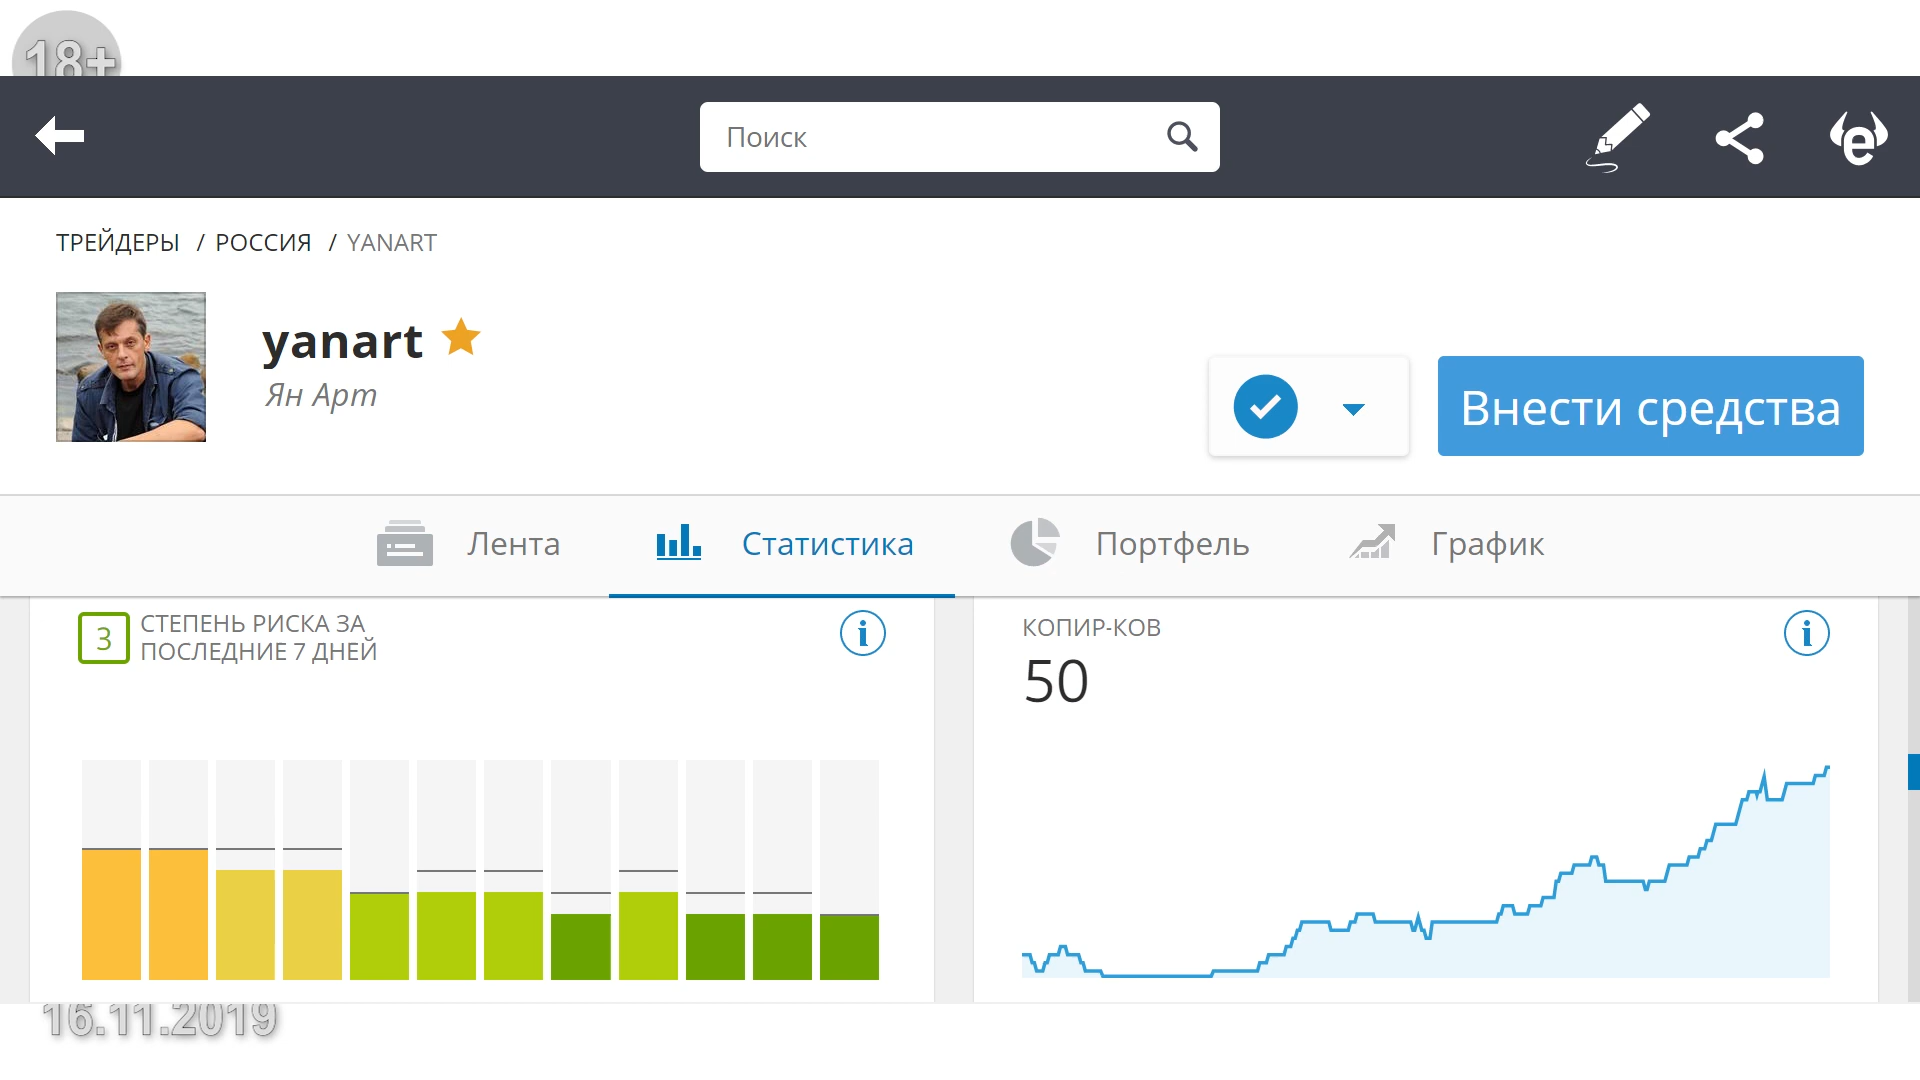 18+
Поиск
ТРЕЙДЕРЫ / РОССИЯ / YANART
yanart
Ян Арт
Внести средства
Лента
Статистика
Портфель
График
3
СТЕПЕНЬ РИСКА ЗА
ПОСЛЕДНИЕ 7 ДНЕЙ
КОПИР-КОВ
50
16.11.2019